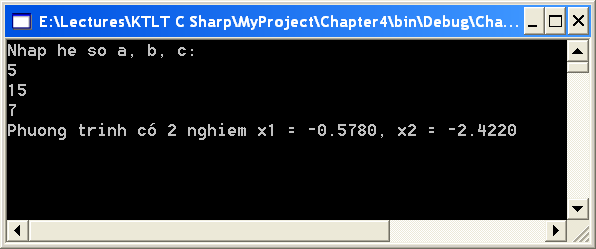 E:\Lectures\KTLT C Sharp\MyProject\Chapter4\bin\Debug\Cha...
Nhap he so a, b, c:
5
15
7
Phuong trinh có 2 nghiem x1 = -0.5780, x2 = -2.4220